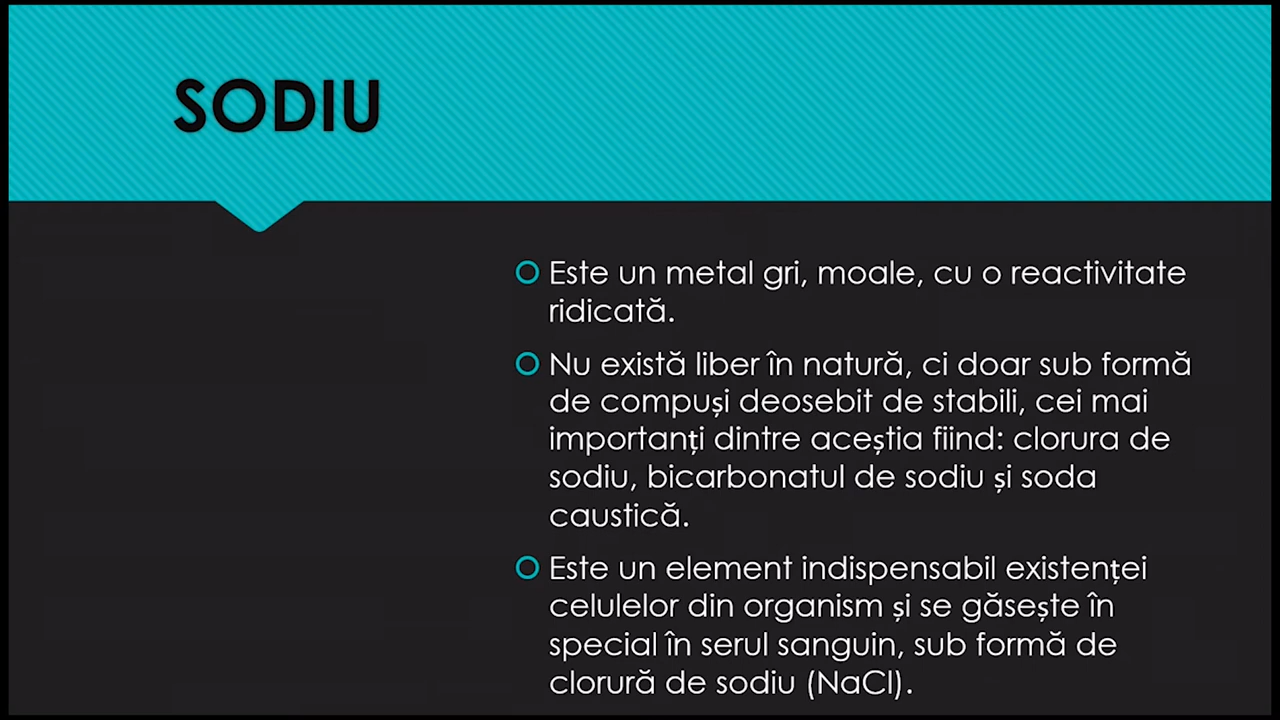 SODIU
Este un metal gri, moale, cu o reactivitate
ridicată.
Nu există liber în natură, ci doar sub formă
de compuși deosebit de stabili, cei mai
importanți dintre aceștia fiind: clorura de
sodiu, bicarbonatul de sodiu și soda
caustică.
Este un element indispensabil existenței
celulelor din organism și se găsește în
special în serul sanguin, sub formă de
clorură de sodiu (NaCl).